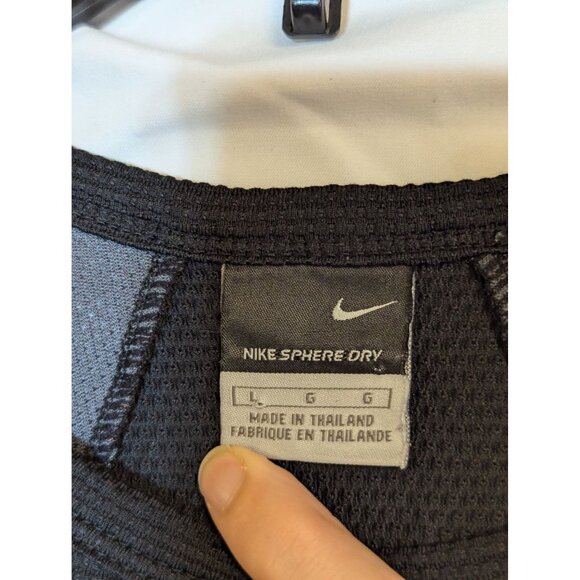 NIKE SPHERE DRY
L G G
MADE IN THAILAND
FABRIQUE EN THAILANDE